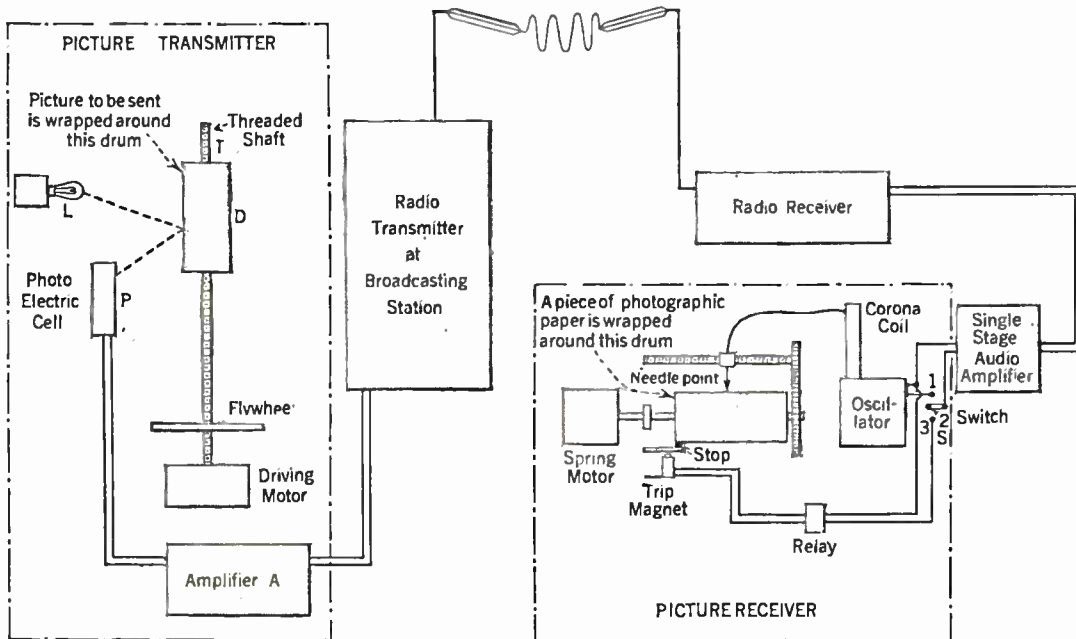 PICTURE TRANSMITTER
Picture to be sent
is wrapped around
this drum
Threaded
Shaft
T
L
D
Photo
Electric
Cell
P
Flywheel
Driving
Motor
Amplifier A
Radio
Transmitter
at
Broadcasting
Station
Radio Receiver
A piece of photographic
paper is wrapped
around this drum
Corona
Coil
Single
Stage
Audio
Amplifier
Needle point
Oscil-
lator
1
2
3
S
Switch
Spring
Motor
Stop
Trip
Magnet
Relay
PICTURE RECEIVER